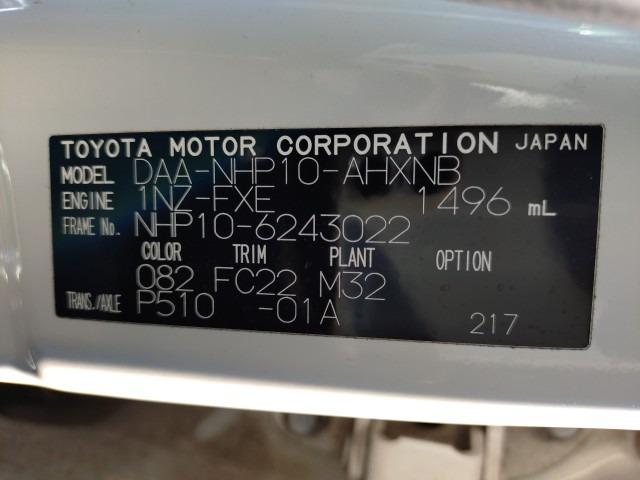 TOYOTA MOTOR CORPORATION JAPAN
MODEL DAA-NHP10-AHXNB
ENGINE 1NZ-FXE 1496 mL
FRAME No. NHP10-6243022
COLOR TRIM PLANT OPTION
082 FC22 M32
TRANS./AXLE P510 -01A 217